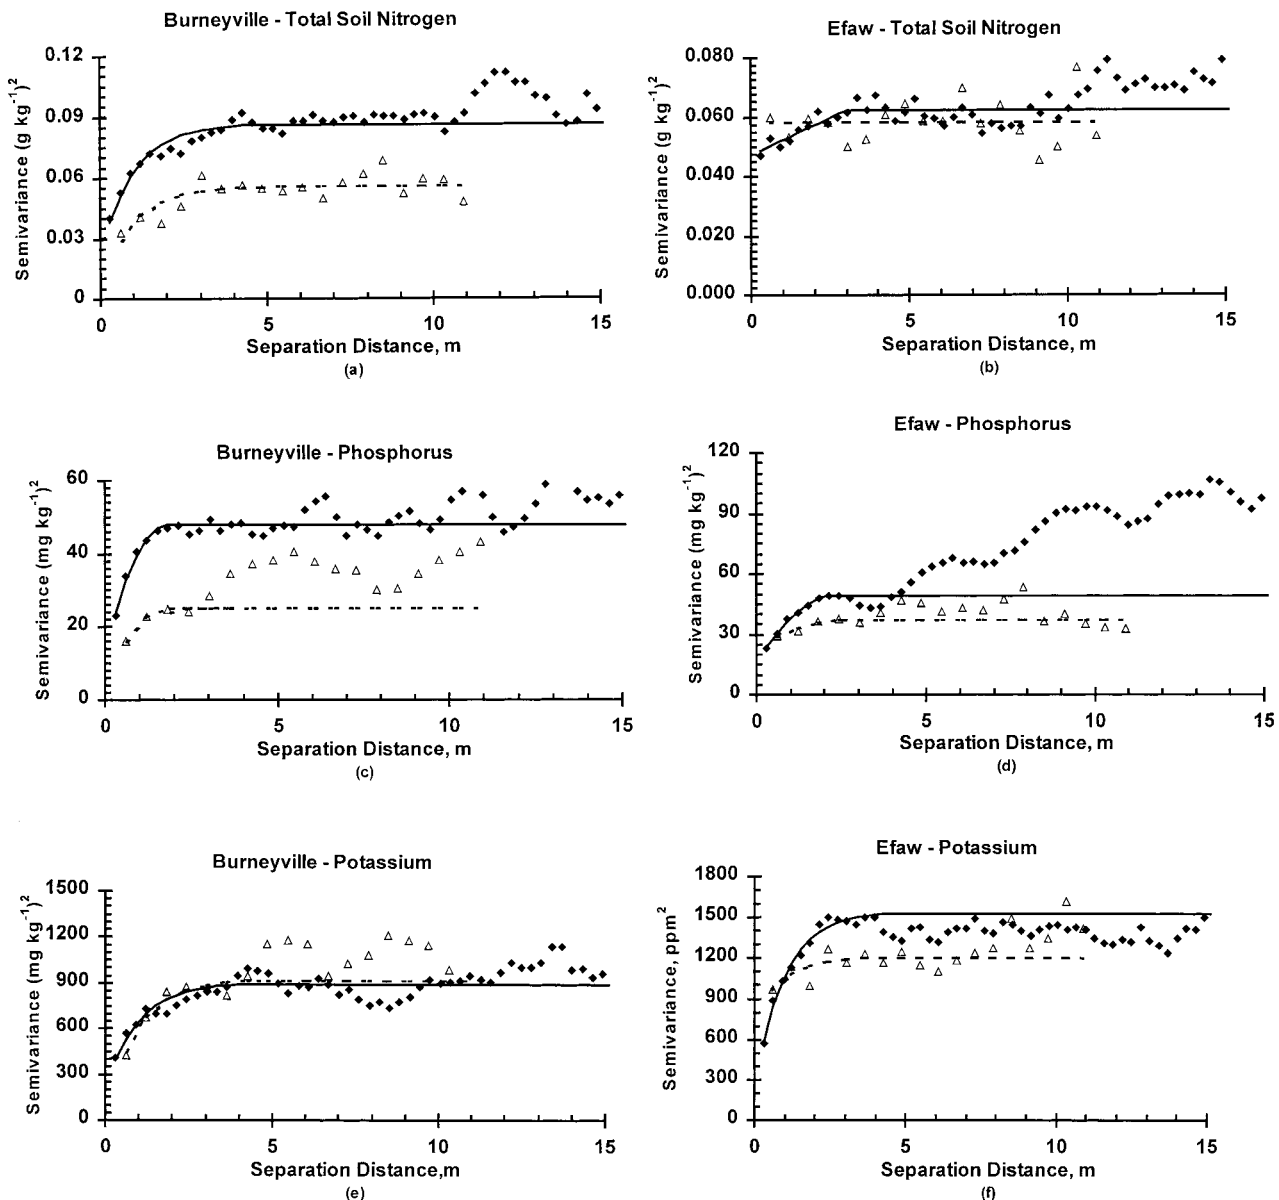 Burneyville - Total Soil Nitrogen
Semivariance (g kg⁻¹)²
0.12
0.09
0.06
0.03
0
0 5 10 15
Separation Distance, m
(a)
Efaw - Total Soil Nitrogen
Semivariance (g kg⁻¹)²
0.080
0.060
0.040
0.020
0.000
0 5 10 15
Separation Distance, m
(b)
Burneyville - Phosphorus
Semivariance (mg kg⁻¹)²
60
40
20
0
0 5 10 15
Separation Distance, m
(c)
Efaw - Phosphorus
Semivariance (mg kg⁻¹)²
120
90
60
30
0
0 5 10 15
Separation Distance, m
(d)
Burneyville - Potassium
Semivariance (mg kg⁻¹)²
1500
1200
900
600
300
0
0 5 10 15
Separation Distance,m
(e)
Efaw - Potassium
Semivariance, ppm²
1800
1500
1200
900
600
300
0
0 5 10 15
Separation Distance, m
(f)